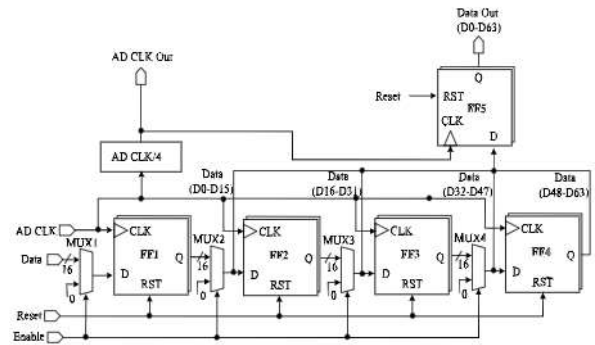 Data Out
(D0-D63)
AD CLK Out
Q
Reset
RST
FF5
CLK
D
AD CLK/4
Data
(D0-D15)
Data
(D16-D31)
Data
(D32-D47)
Data
(D48-D63)
AD CLK
MUX1
CLK
MUX2
CLK
MUX3
CLK
MUX4
CLK
Data
16
FF1
Q
16
FF2
Q
16
FF3
Q
16
FF4
Q
D
D
D
D
0
RST
0
RST
0
RST
0
RST
Reset
Enable